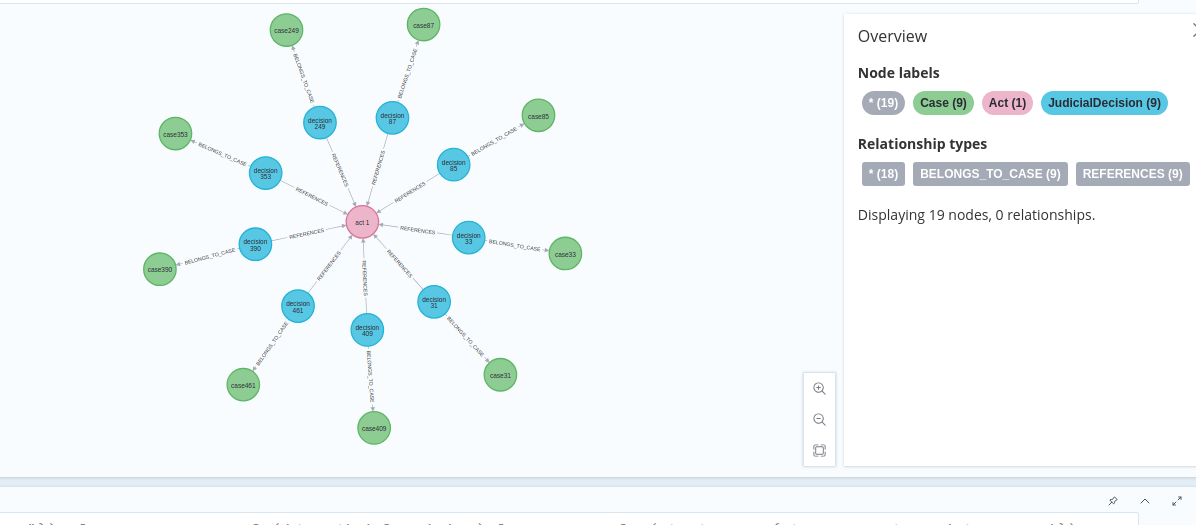 case249
case87
BELONGS_TO_CASE
BELONGS_TO_CASE
decision
249
decision
87
case85
BELONGS_TO_CASE
case353
BELONGS_TO_CASE
decision
353
decision
85
REFERENCES
REFERENCES
REFERENCES
REFERENCES
act 1
decision
390
REFERENCES
REFERENCES
decision
33
BELONGS_TO_CASE
case33
case390
BELONGS_TO_CASE
REFERENCES
REFERENCES
REFERENCES
decision
461
decision
409
decision
31
BELONGS_TO_CASE
BELONGS_TO_CASE
BELONGS_TO_CASE
case461
case31
case409
Overview
Node labels
* (19) Case (9) Act (1) JudicialDecision (9)
Relationship types
* (18) BELONGS_TO_CASE (9) REFERENCES (9)
Displaying 19 nodes, 0 relationships.